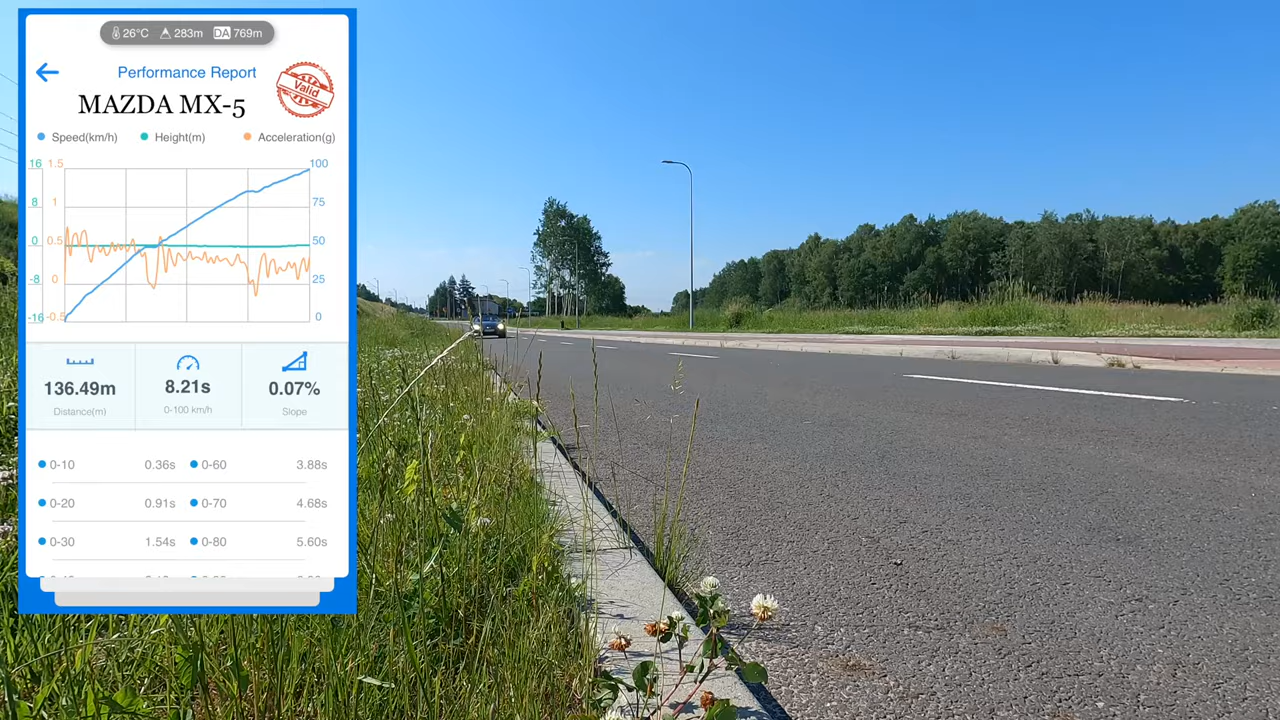 26°C 283m DA 769m
Performance Report
Valid
MAZDA MX-5
Speed(km/h) Height(m) Acceleration(g)
16 1.5 100
8 75
0 0.5 50
-8 0 25
-16 -0.5 0
136.49m 8.21s 0.07%
Distance(m) 0-100 km/h Slope
0-10 0.36s 0-60 3.88s
0-20 0.91s 0-70 4.68s
0-30 1.54s 0-80 5.60s